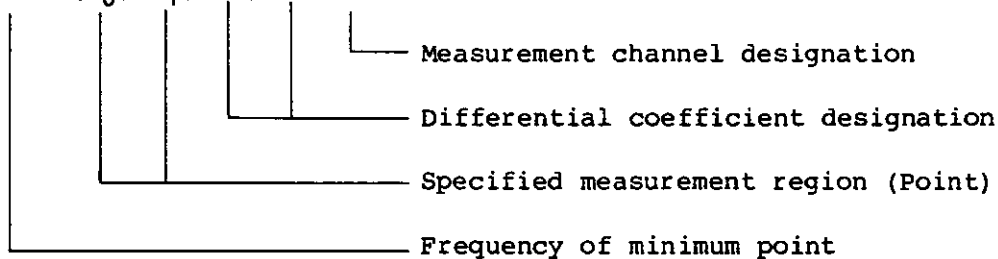 Measurement channel designation
Differential coefficient designation
Specified measurement region (Point)
Frequency of minimum point